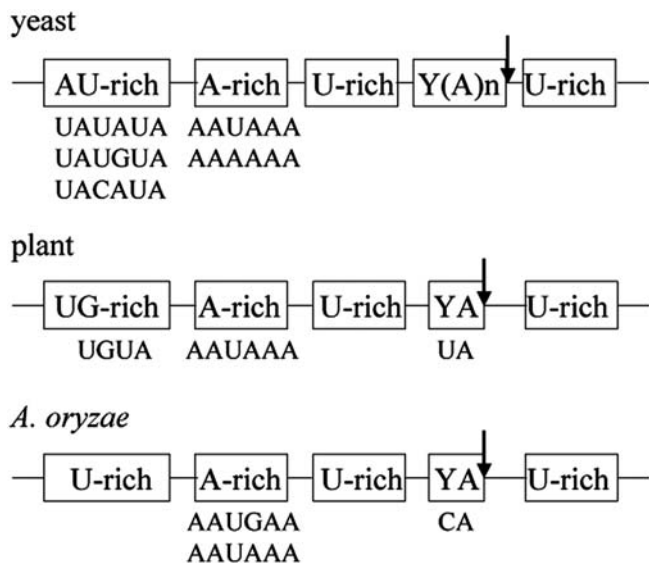 yeast
AU-rich A-rich U-rich Y(A)n U-rich
UAUAUA AAUAAA
UAUGUA AAAAAA
UACAUA
plant
UG-rich A-rich U-rich YA U-rich
UGUA AAUAAA UA
A. oryzae
U-rich A-rich U-rich YA U-rich
AAUGAA CA
AAUAAA